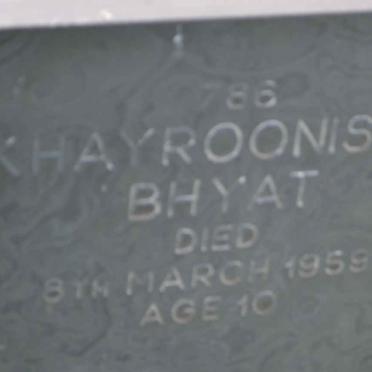 786
KHAYROONIS
BHYAT
DIED
8TH MARCH 1959
AGE 10